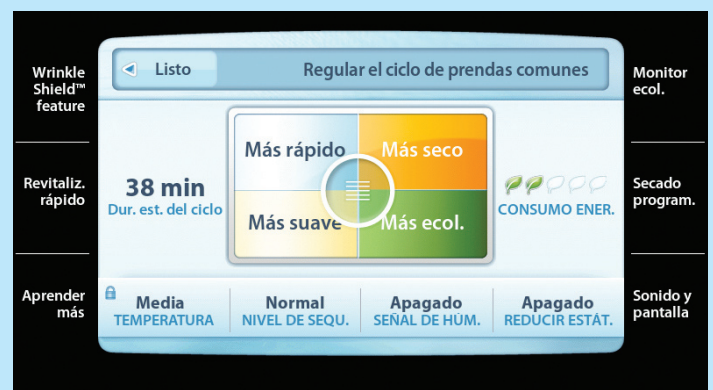 Wrinkle
Shield™
feature
Revitaliz.
rápido
Aprender
más
Listo
Regular el ciclo de prendas comunes
38 min
Dur. est. del ciclo
Más rápido
Más seco
Más suave
Más ecol.
CONSUMO ENER.
Media
TEMPERATURA
Normal
NIVEL DE SEQU.
Apagado
SEÑAL DE HÚM.
Apagado
REDUCIR ESTÁT.
Monitor
ecol.
Secado
program.
Sonido y
pantalla